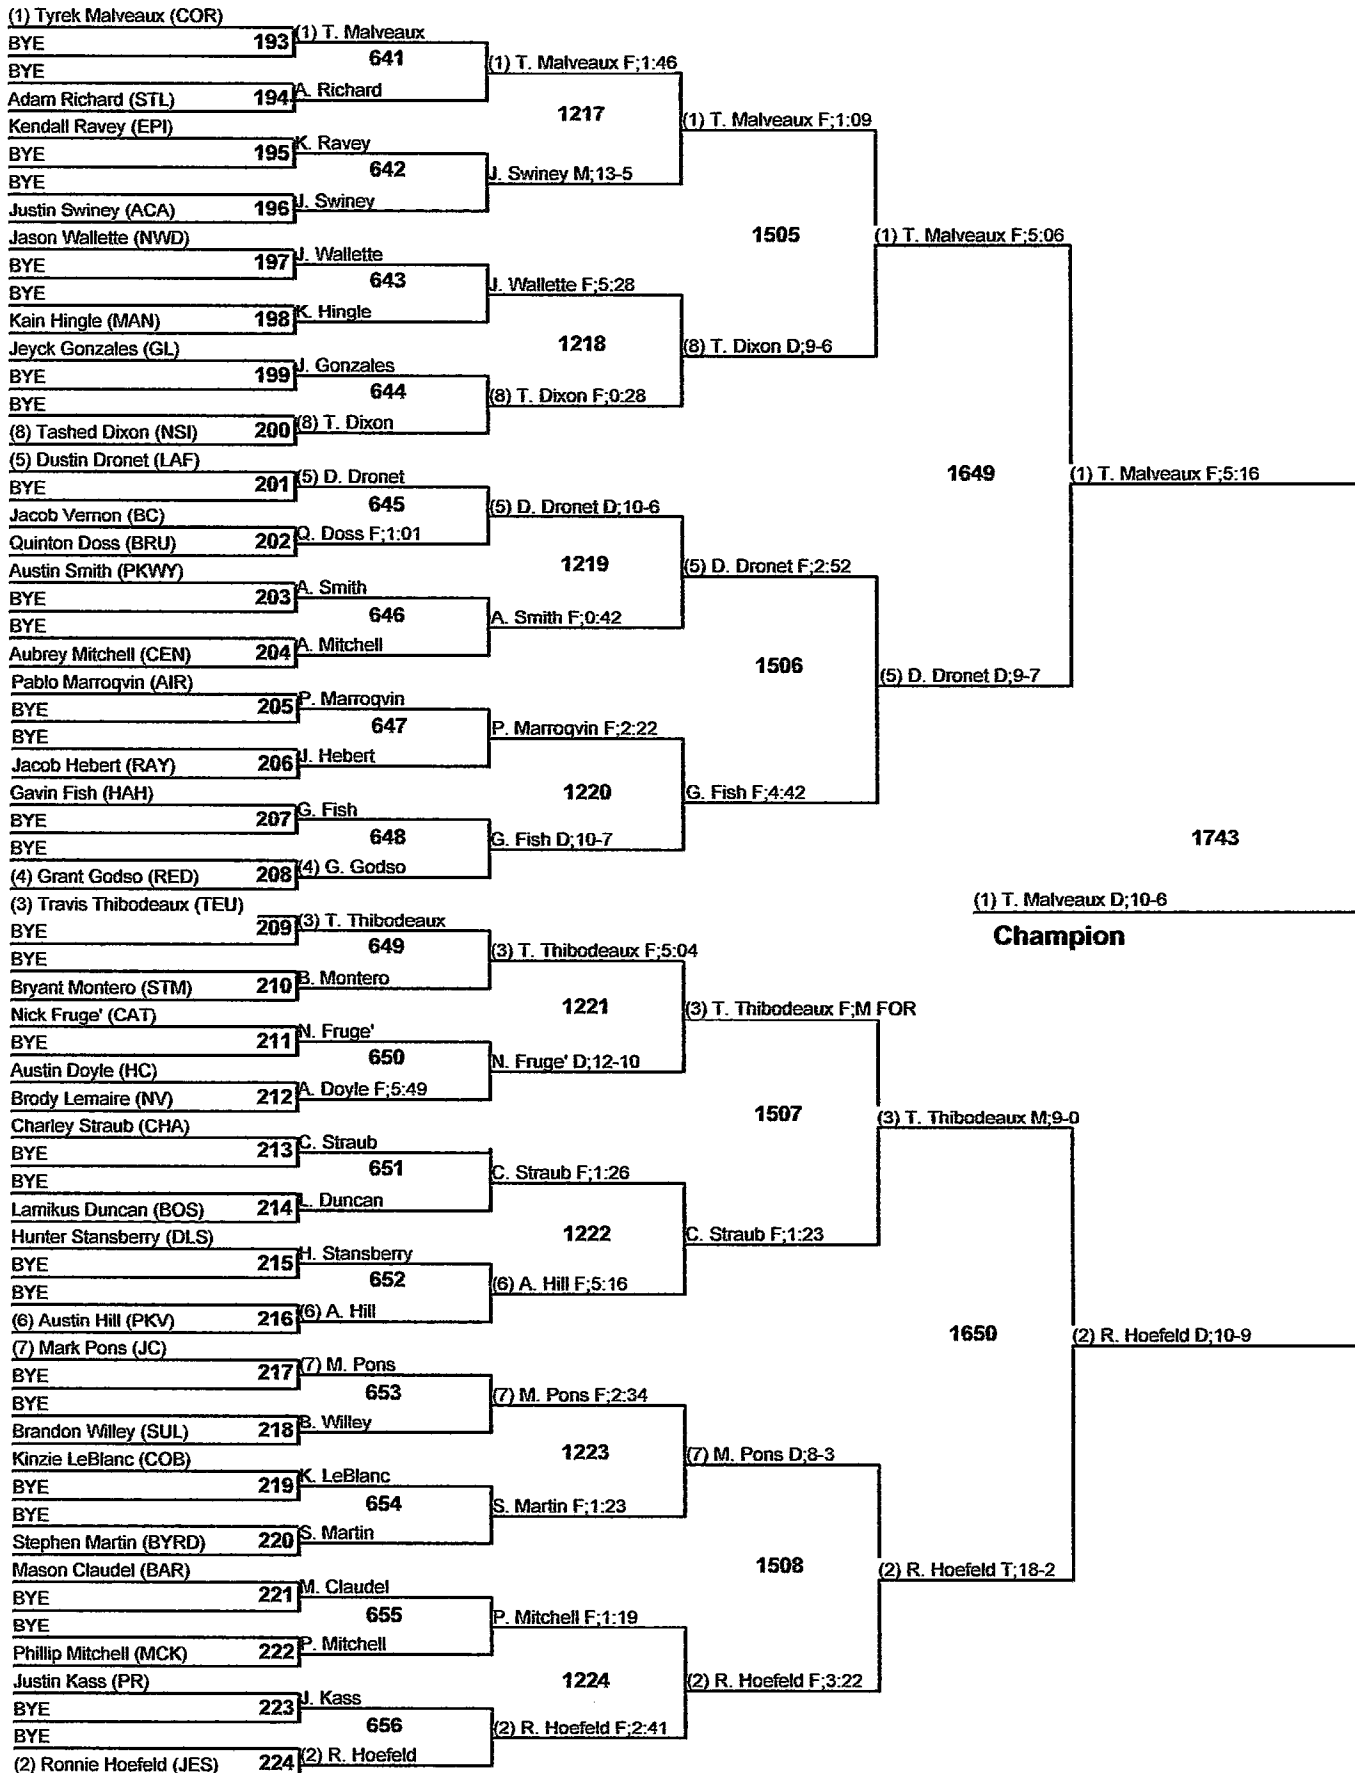 (1) Tyrek Malveaux (COR)
BYE
193
(1) T. Malveaux
641
BYE
Adam Richard (STL)
194
A. Richard
(1) T. Malveaux F;1:46
1217
Kendall Ravey (EPI)
BYE
195
K. Ravey
642
BYE
Justin Swiney (ACA)
196
J. Swiney
J. Swiney M;13-5
(1) T. Malveaux F;1:09
1505
Jason Wallette (NWD)
BYE
197
J. Wallette
643
BYE
Kain Hingle (MAN)
198
K. Hingle
J. Wallette F;5:28
1218
Jeyck Gonzales (GL)
BYE
199
J. Gonzales
644
BYE
(8) Tashed Dixon (NSI)
200
(8) T. Dixon
(8) T. Dixon F;0:28
(8) T. Dixon D;9-6
(1) T. Malveaux F;5:06
1649
(5) Dustin Dronet (LAF)
BYE
201
(5) D. Dronet
645
Jacob Vernon (BC)
Quinton Doss (BRU)
202
Q. Doss F;1:01
(5) D. Dronet D;10-6
1219
Austin Smith (PKWY)
BYE
203
A. Smith
646
BYE
Aubrey Mitchell (CEN)
204
A. Mitchell
A. Smith F;0:42
(5) D. Dronet F;2:52
1506
Pablo Marroqvin (AIR)
BYE
205
P. Marroqvin
647
BYE
Jacob Hebert (RAY)
206
J. Hebert
P. Marroqvin F;2:22
1220
Gavin Fish (HAH)
BYE
207
G. Fish
648
BYE
(4) Grant Godso (RED)
208
(4) G. Godso
G. Fish D;10-7
G. Fish F;4:42
(5) D. Dronet D;9-7
(1) T. Malveaux F;5:16
1743
(1) T. Malveaux D;10-6
Champion
(3) Travis Thibodeaux (TEU)
BYE
209
(3) T. Thibodeaux
649
BYE
Bryant Montero (STM)
210
B. Montero
(3) T. Thibodeaux F;5:04
1221
Nick Fruge' (CAT)
BYE
211
N. Fruge'
650
Austin Doyle (HC)
Brody Lemaire (NV)
212
A. Doyle F;5:49
N. Fruge' D;12-10
(3) T. Thibodeaux F;M FOR
1507
Charley Straub (CHA)
BYE
213
C. Straub
651
BYE
Lamikus Duncan (BOS)
214
L. Duncan
C. Straub F;1:26
1222
Hunter Stansberry (DLS)
BYE
215
H. Stansberry
652
BYE
(6) Austin Hill (PKV)
216
(6) A. Hill
(6) A. Hill F;5:16
C. Straub F;1:23
(3) T. Thibodeaux M;9-0
1650
(7) Mark Pons (JC)
BYE
217
(7) M. Pons
653
BYE
Brandon Willey (SUL)
218
B. Willey
(7) M. Pons F;2:34
1223
Kinzie LeBlanc (COB)
BYE
219
K. LeBlanc
654
BYE
Stephen Martin (BYRD)
220
S. Martin
S. Martin F;1:23
(7) M. Pons D;8-3
1508
Mason Claudel (BAR)
BYE
221
M. Claudel
655
BYE
Phillip Mitchell (MCK)
222
P. Mitchell
P. Mitchell F;1:19
1224
Justin Kass (PR)
BYE
223
J. Kass
656
BYE
(2) Ronnie Hoefeld (JES)
224
(2) R. Hoefeld
(2) R. Hoefeld F;2:41
(2) R. Hoefeld F;3:22
(2) R. Hoefeld T;18-2
(2) R. Hoefeld D;10-9